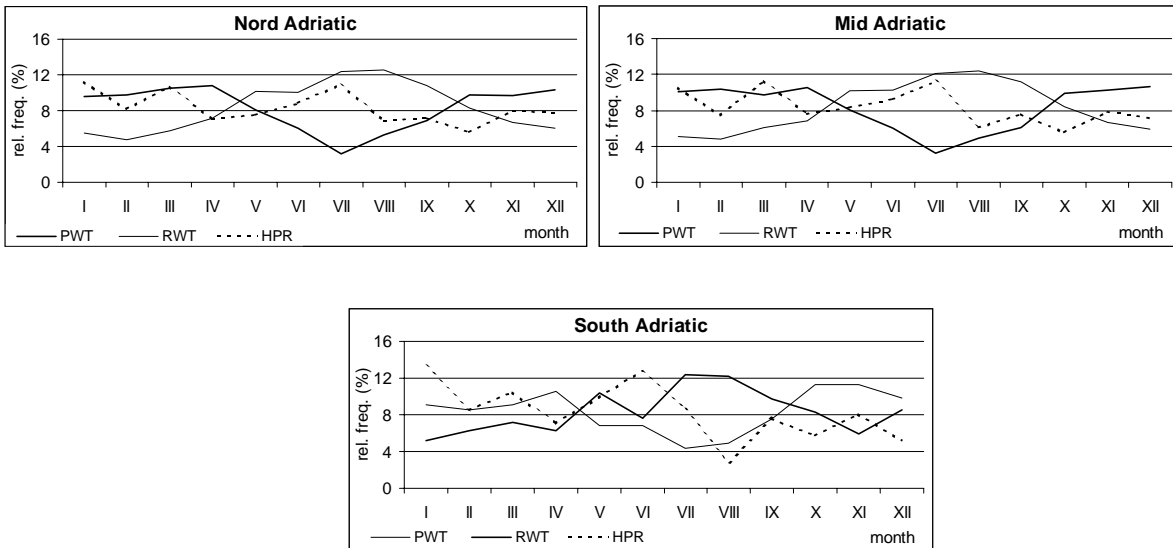 Nord Adriatic
16
12
8
4
0
rel. freq. (%)
I II III IV V VI VII VIII IX X XI XII
PWT RWT HPR month
Mid Adriatic
16
12
8
4
0
rel. freq. (%)
I II III IV V VI VII VIII IX X XI XII
PWT RWT HPR month
South Adriatic
16
12
8
4
0
rel. freq. (%)
I II III IV V VI VII VIII IX X XI XII
PWT RWT HPR month